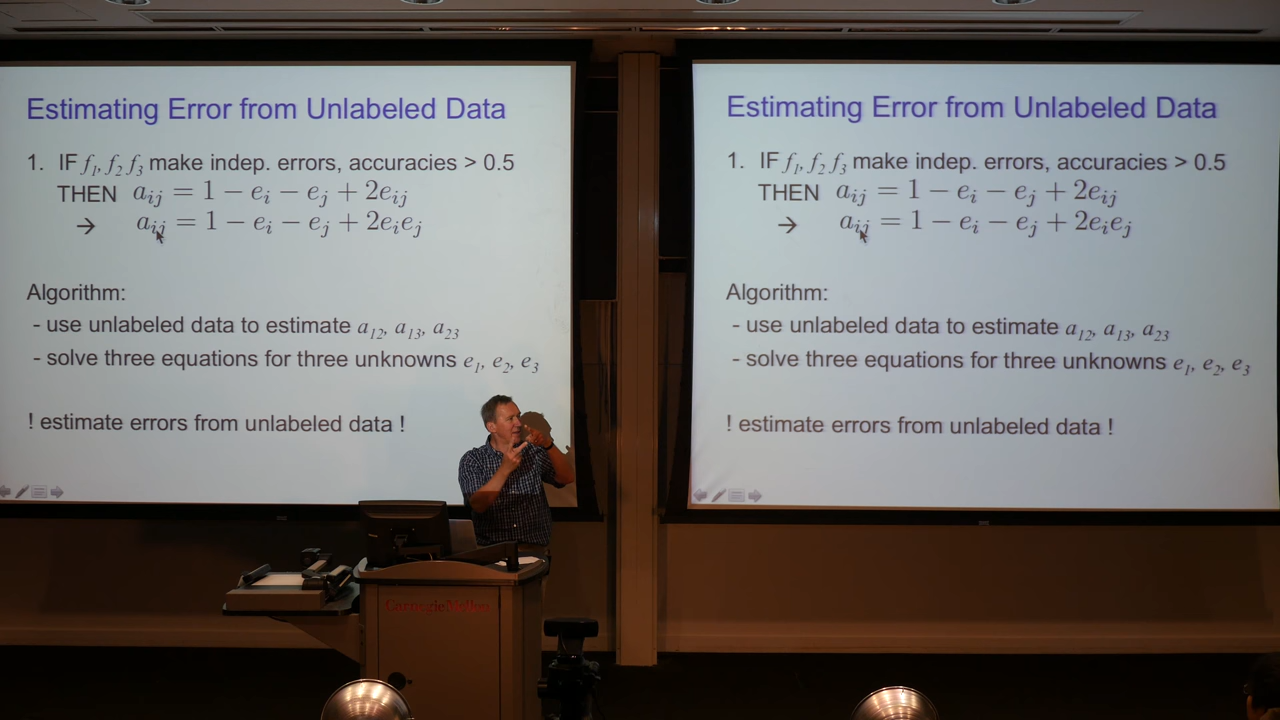 Estimating Error from Unlabeled Data
1. IF f1, f2 f3 make indep. errors, accuracies > 0.5
THEN aij = 1 − ei − ej + 2eij
→ aij = 1 − ei − ej + 2eiej
Algorithm:
- use unlabeled data to estimate a12, a13, a23
- solve three equations for three unknowns e1, e2, e3
! estimate errors from unlabeled data !
Estimating Error from Unlabeled Data
1. IF f1, f2 f3 make indep. errors, accuracies > 0.5
THEN aij = 1 − ei − ej + 2eij
→ aij = 1 − ei − ej + 2eiej
Algorithm:
- use unlabeled data to estimate a12, a13, a23
- solve three equations for three unknowns e1, e2, e3
! estimate errors from unlabeled data !
Carnegie Mellon